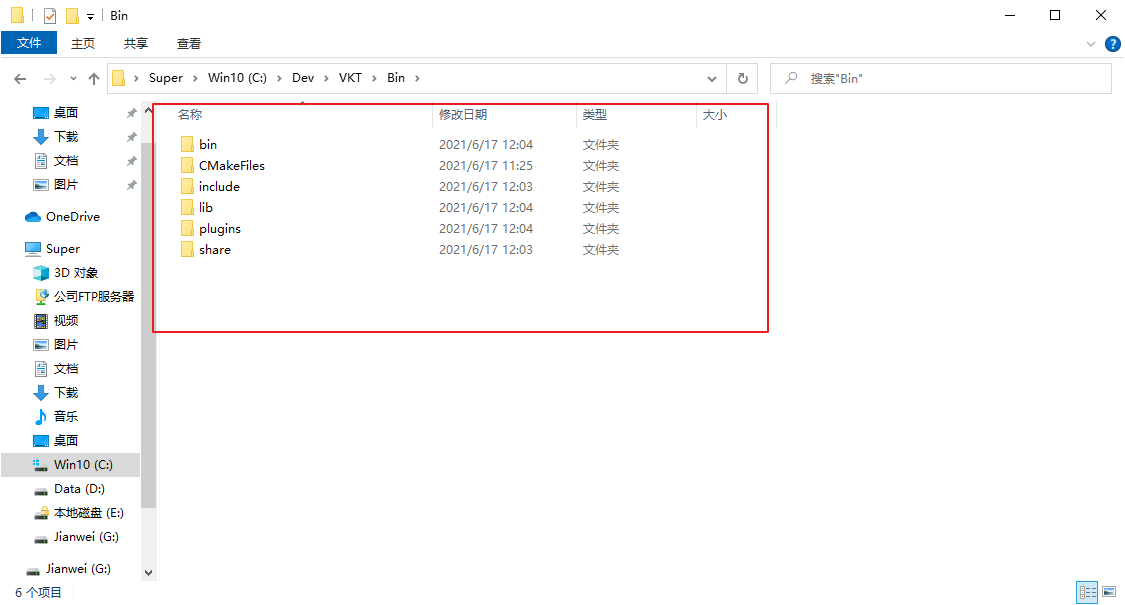 Bin
文件 主页 共享 查看
Super Win10 (C:) Dev VKT Bin 搜索"Bin"
桌面
下载
文档
图片
OneDrive
Super
3D 对象
公司FTP服务器
视频
图片
文档
下载
音乐
桌面
Win10 (C:)
Data (D:)
本地磁盘 (E:)
Jianwei (G:)
Jianwei (G:)
名称 修改日期 类型 大小
bin 2021/6/17 12:04 文件夹
CMakeFiles 2021/6/17 11:25 文件夹
include 2021/6/17 12:03 文件夹
lib 2021/6/17 12:04 文件夹
plugins 2021/6/17 12:04 文件夹
share 2021/6/17 12:03 文件夹
6 个项目